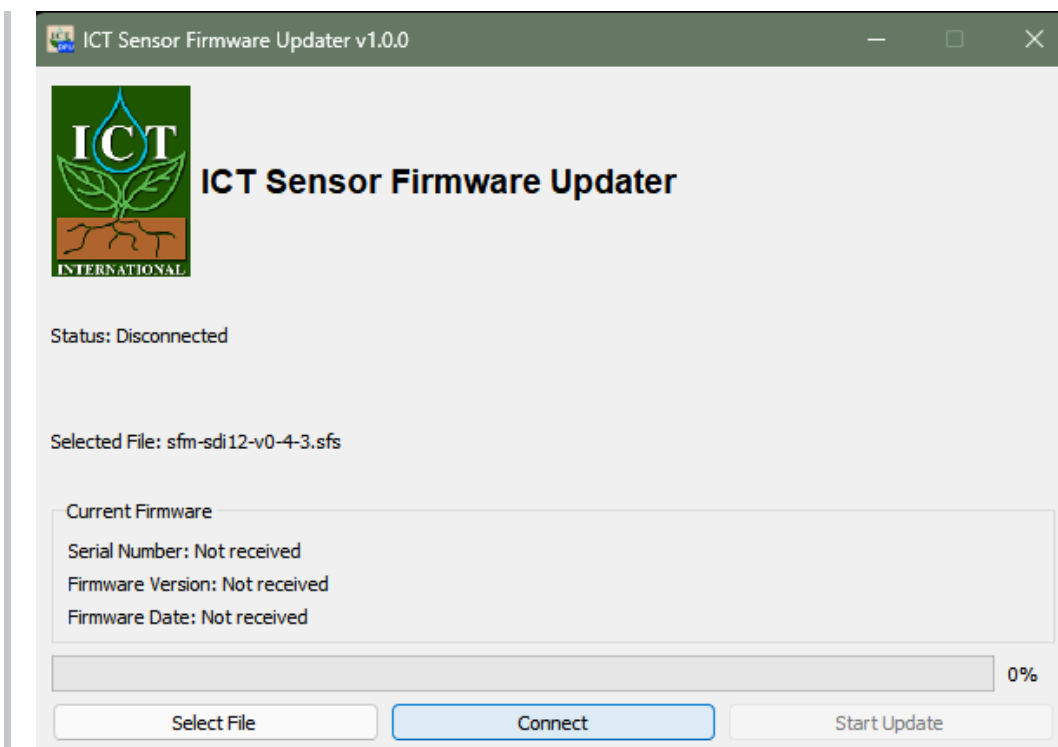 ICT Sensor Firmware Updater v1.0.0
ICT
INTERNATIONAL
ICT Sensor Firmware Updater
Status: Disconnected
Selected File: sfm-sdi12-v0-4-3.sfs
Current Firmware
Serial Number: Not received
Firmware Version: Not received
Firmware Date: Not received
0%
Select File
Connect
Start Update